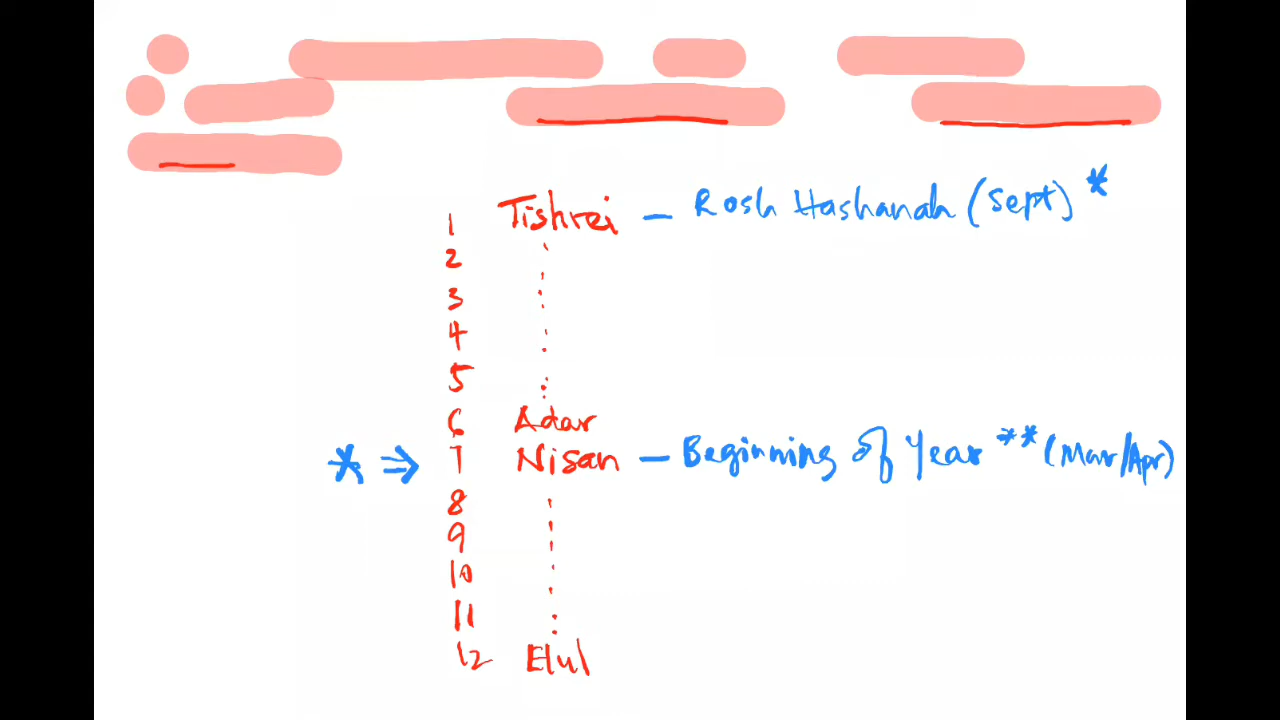 1 Tishrei – Rosh Hashanah (Sept) *
2
3
4
5
6 Adar
* ⇒ 7 Nisan – Beginning of Year ** (Mar/Apr)
8
9
10
11
12 Elul